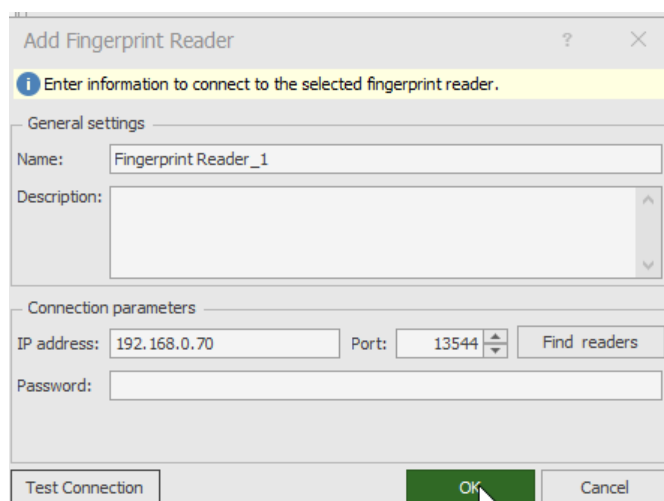 Add Fingerprint Reader ?
i Enter information to connect to the selected fingerprint reader.
General settings
Name: Fingerprint Reader_1
Description:
Connection parameters
IP address: 192.168.0.70 Port: 13544 Find readers
Password:
Test Connection OK Cancel